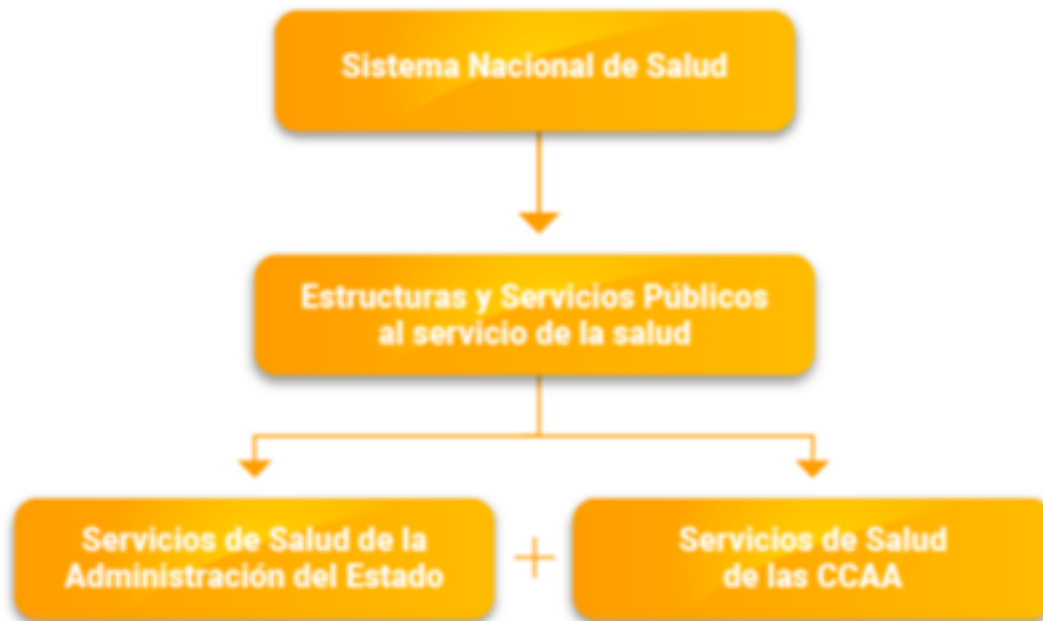 Sistema Nacional de Salud
Estructuras y Servicios Públicos
al servicio de la salud
Servicios de Salud de la
Administración del Estado
+
Servicios de Salud
de las CCAA